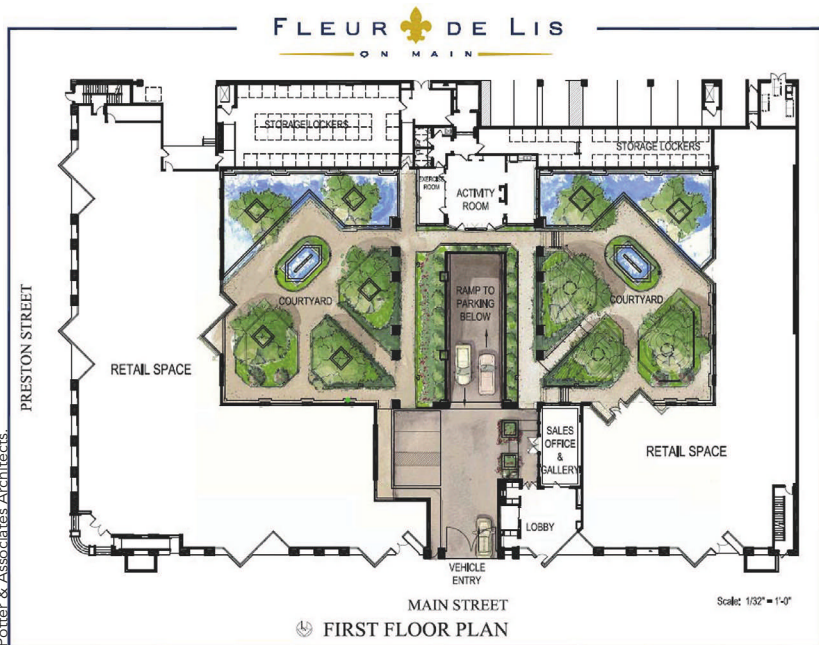 FLEUR DE LIS
ON MAIN
STORAGE LOCKERS
STORAGE LOCKERS
EXERCISE
ROOM
ACTIVITY
ROOM
COURTYARD
RAMP TO
PARKING
BELOW
COURTYARD
PRESTON STREET
RETAIL SPACE
SALES
OFFICE
&
GALLERY
RETAIL SPACE
LOBBY
VEHICLE
ENTRY
MAIN STREET
Scale: 1/32" = 1'-0"
FIRST FLOOR PLAN
Potter & Associates Architects.